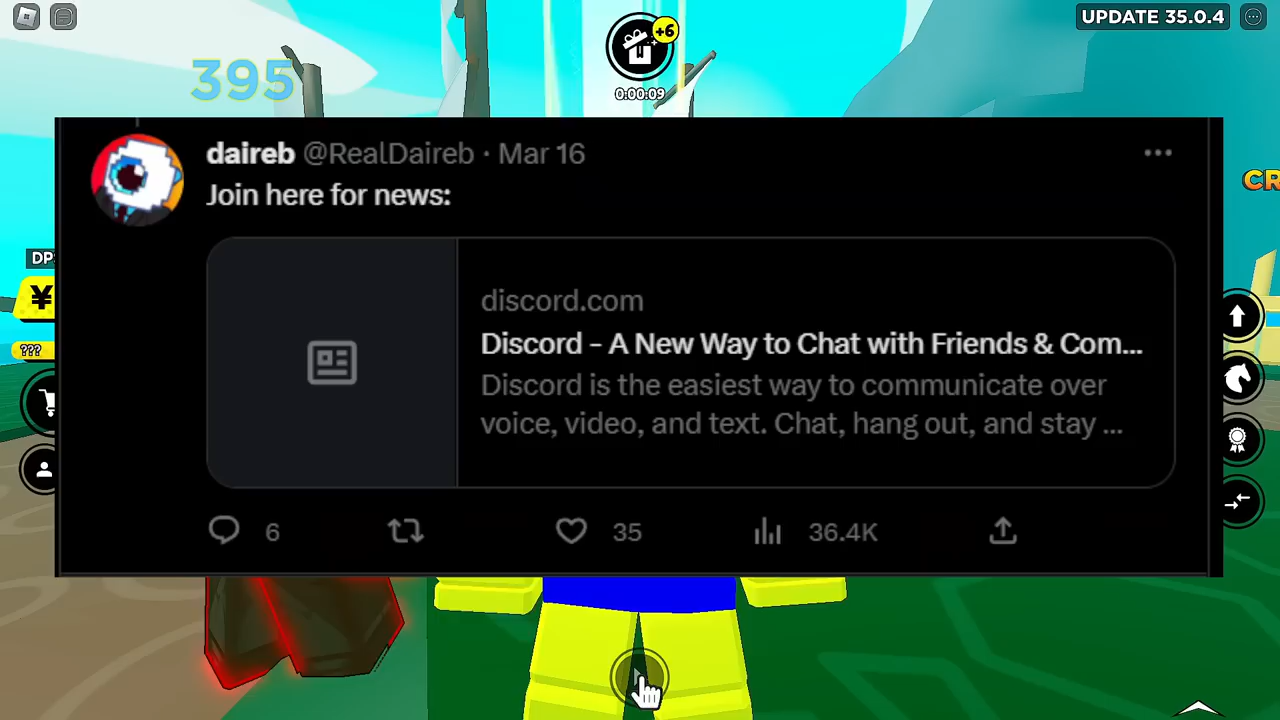 UPDATE 35.0.4
+6
395
0:00:09
daireb @RealDaireb · Mar 16
Join here for news:
CR
DP
discord.com
Discord - A New Way to Chat with Friends & Com...
???
Discord is the easiest way to communicate over
voice, video, and text. Chat, hang out, and stay ...
6
35
36.4K